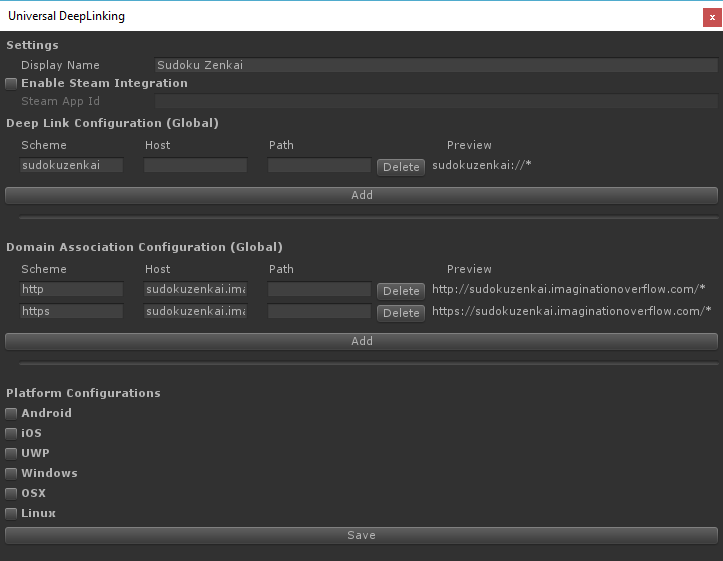 Universal DeepLinking x
Settings
Display Name Sudoku Zenkai
Enable Steam Integration
Steam App Id
Deep Link Configuration (Global)
Scheme Host Path Preview
sudokuzenkai Delete sudokuzenkai://*
Add
Domain Association Configuration (Global)
Scheme Host Path Preview
http sudokuzenkai.ima Delete http://sudokuzenkai.imaginationoverflow.com/*
https sudokuzenkai.ima Delete https://sudokuzenkai.imaginationoverflow.com/*
Add
Platform Configurations
Android
iOS
UWP
Windows
OSX
Linux
Save